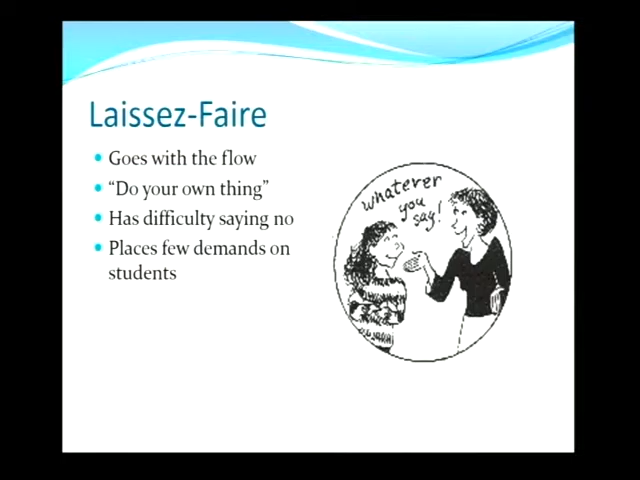 Laissez-Faire
Goes with the flow
“Do your own thing”
Has difficulty saying no
Places few demands on
students
whatever
you
say!